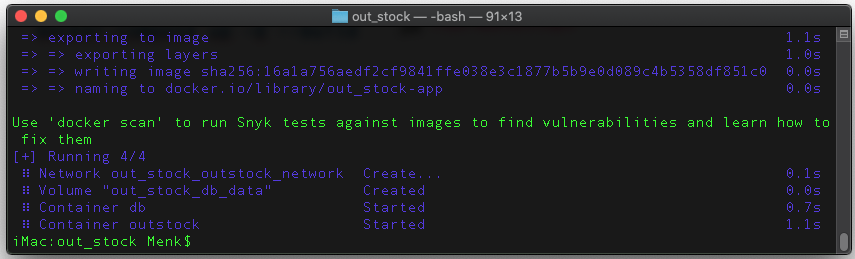 out_stock — -bash — 91×13
=> exporting to image 1.1s
=> => exporting layers 1.0s
=> => writing image sha256:16a1a756aedf2cf9841ffe038e3c1877b5b9e0d089c4b5358df851c0 0.0s
=> => naming to docker.io/library/out_stock-app 0.0s
Use 'docker scan' to run Snyk tests against images to find vulnerabilities and learn how to
fix them
[+] Running 4/4
⠿ Network out_stock_outstock_network Create... 0.1s
⠿ Volume "out_stock_db_data" Created 0.0s
⠿ Container db Started 0.7s
⠿ Container outstock Started 1.1s
iMac:out_stock Menk$